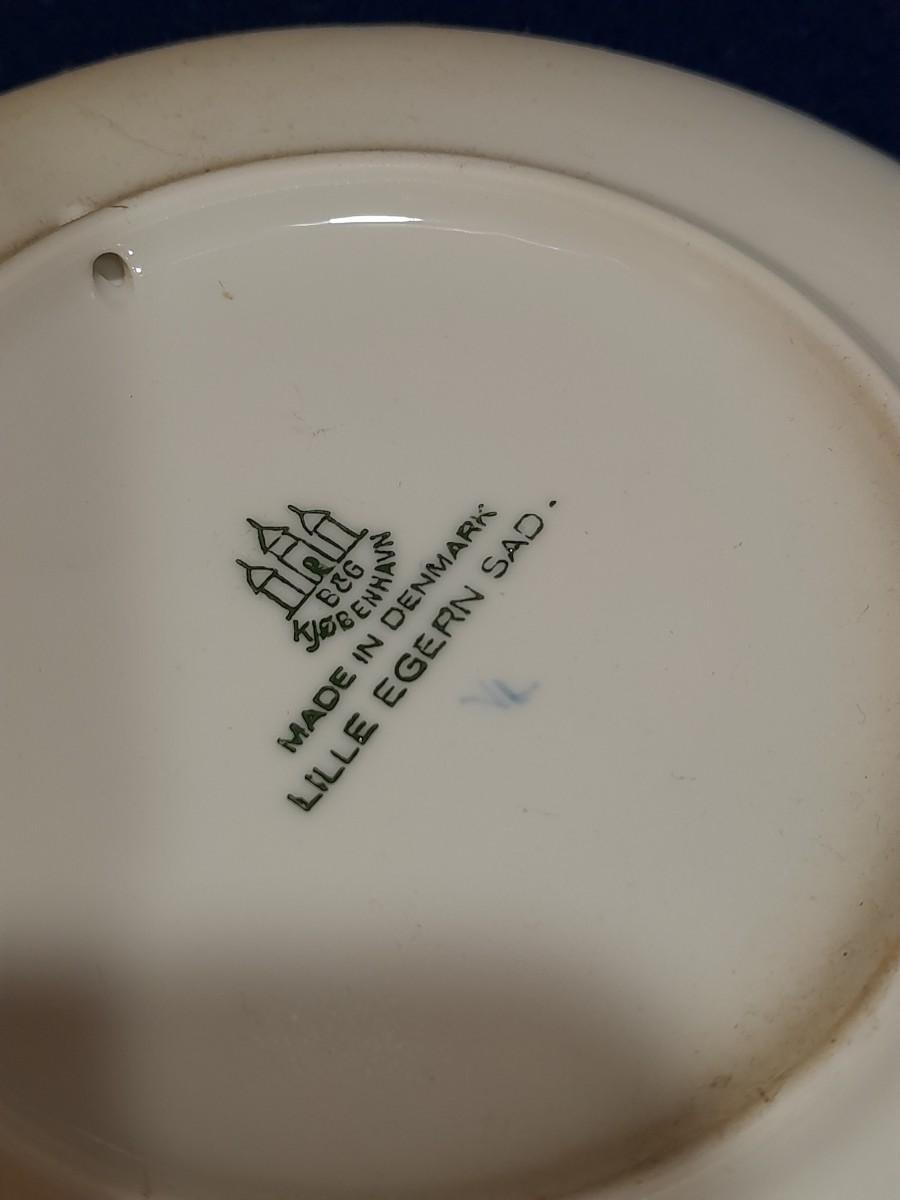 B&G
KJØBENHAVN
MADE IN DENMARK
LILLE EGERN SAD.